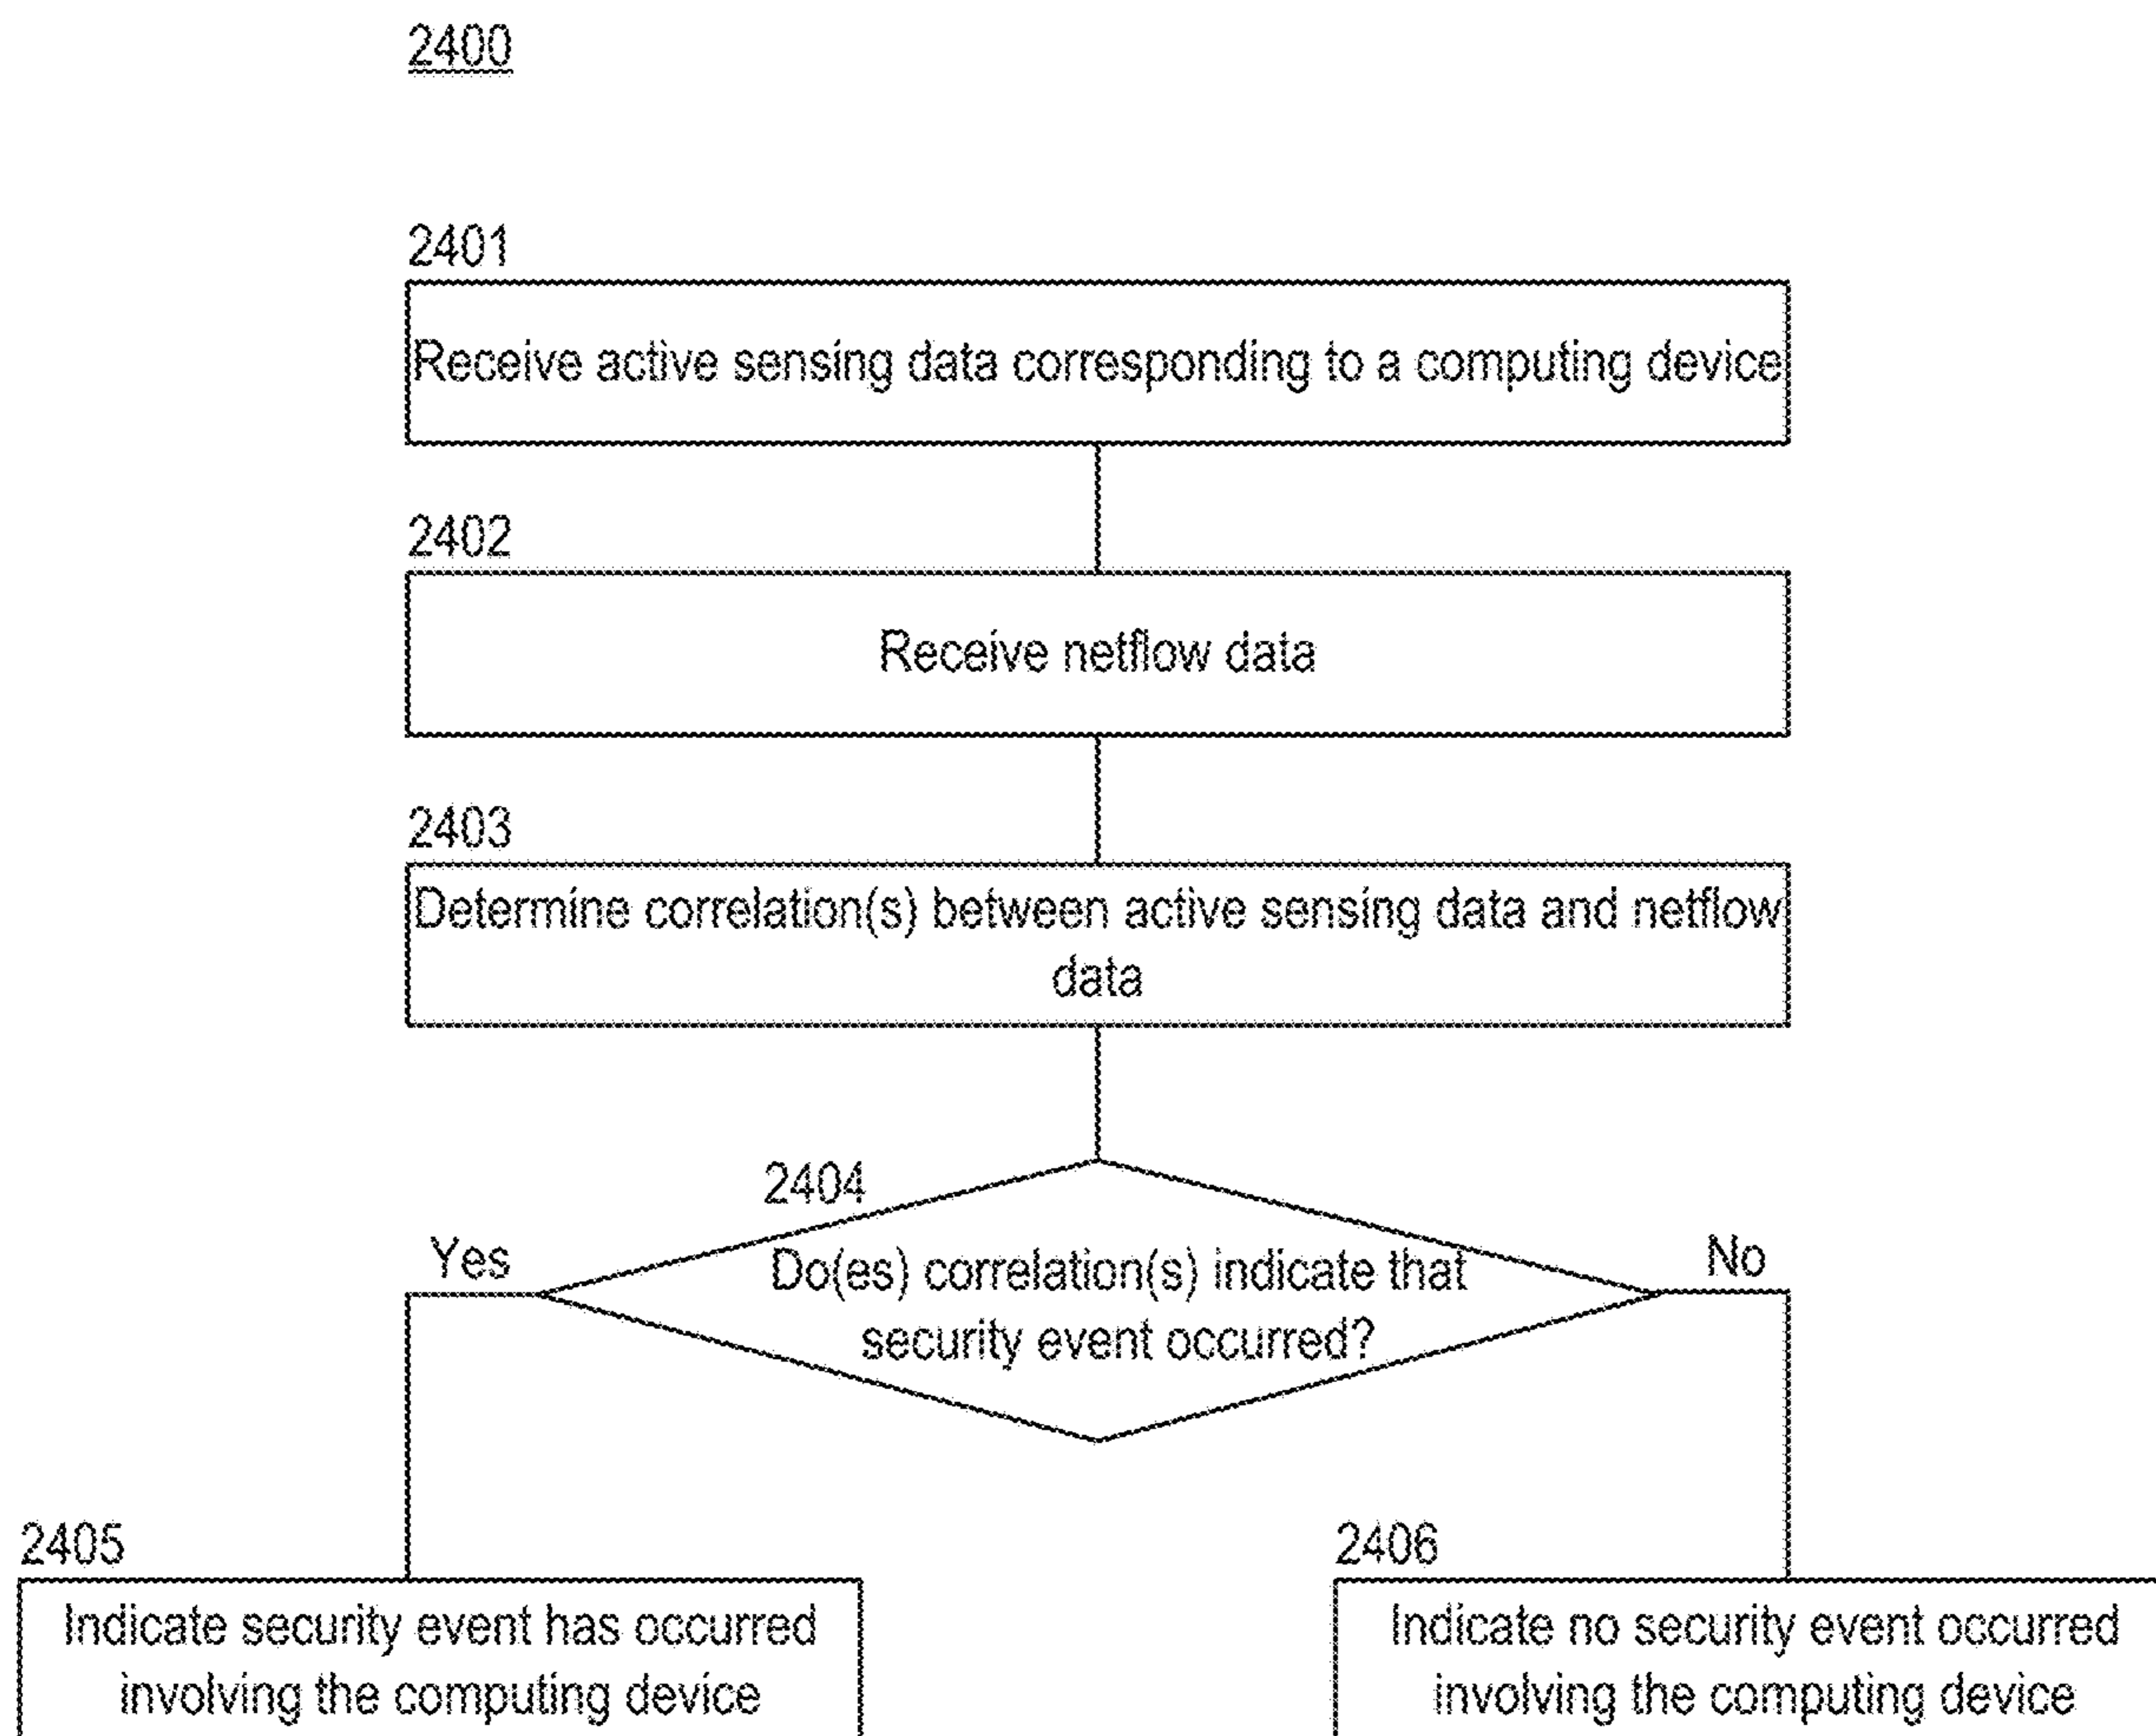 2400
2401
Receive active sensing data corresponding to a computing device
2402
Receive netflow data
2403
Determine correlation(s) between active sensing data and netflow
data
2404
Yes
No
Do(es) correlation(s) indicate that
security event occurred?
2405
Indicate security event has occurred
involving the computing device
2406
Indicate no security event occurred
involving the computing device